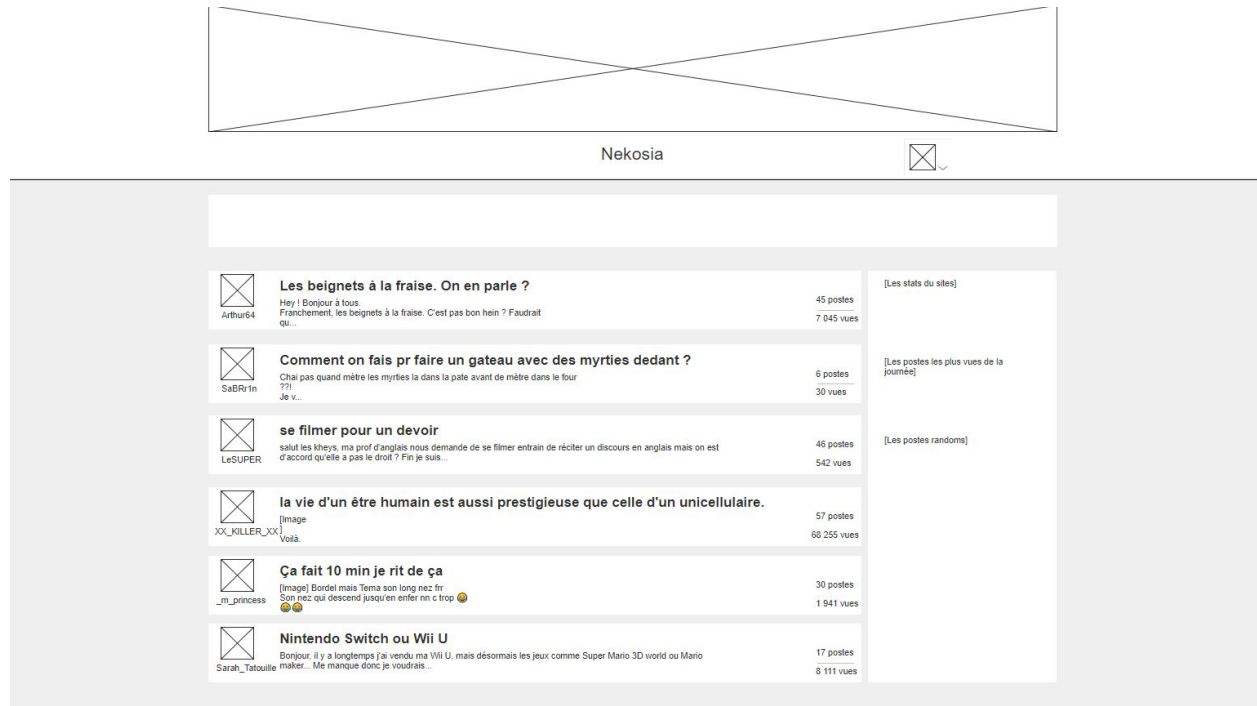 Nekosia
Les beignets à la fraise. On en parle ?
Hey ! Bonjour à tous.
Franchement, les beignets à la fraise. C'est pas bon hein ? Faudrait
qu...
Arthur64
45 postes
7 045 vues
Comment on fais pr faire un gateau avec des myrties dedant ?
Chai pas quand mètre les myrties la dans la pate avant de mètre dans le four
??!
Je v...
SaBRr1n
6 postes
30 vues
se filmer pour un devoir
salut les kheys, ma prof d'anglais nous demande de se filmer entrain de réciter un discours en anglais mais on est
d'accord qu'elle a pas le droit ? Fin je suis...
LeSUPER
46 postes
542 vues
la vie d'un être humain est aussi prestigieuse que celle d'un unicellulaire.
[Image
]
Voilà.
XX_KILLER_XX
57 postes
68 255 vues
Ça fait 10 min je rit de ça
[Image] Bordel mais Tema son long nez frr
Son nez qui descend jusqu'en enfer nn c trop 😂
😂😂
_m_princess
30 postes
1 941 vues
Nintendo Switch ou Wii U
Bonjour, il y a longtemps j'ai vendu ma Wii U, mais désormais les jeux comme Super Mario 3D world ou Mario
maker... Me manque donc je voudrais...
Sarah_Tatouille
17 postes
8 111 vues
[Les stats du sites]
[Les postes les plus vues de la
journée]
[Les postes randoms]